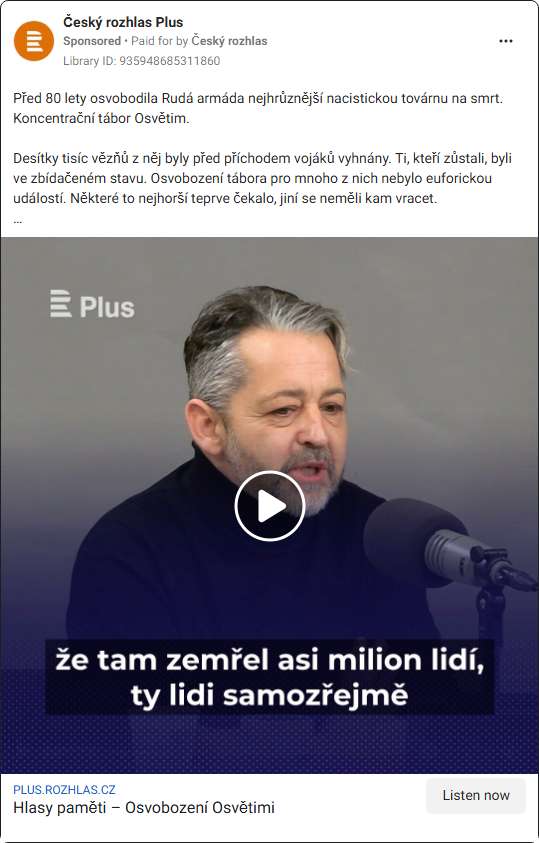 Český rozhlas Plus
Sponsored • Paid for by Český rozhlas
Library ID: 935948685311860
Před 80 lety osvobodila Rudá armáda nejhrůznější nacistickou továrnu na smrt.
Koncentrační tábor Osvětim.
Desítky tisíc vězňů z něj byly před příchodem vojáků vyhnány. Ti, kteří zůstali, byli
ve zbídačeném stavu. Osvobození tábora pro mnoho z nich nebylo euforickou
událostí. Některé to nejhorší teprve čekalo, jiní se neměli kam vracet.
...
Plus
že tam zemřel asi milion lidí,
ty lidi samozřejmě
PLUS.ROZHLAS.CZ
Hlasy paměti – Osvobození Osvětimi
Listen now